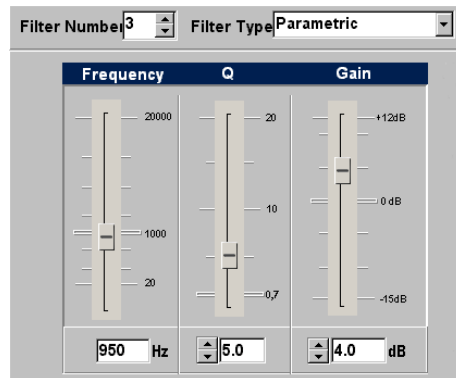 Filter Number 3 Filter Type Parametric
Frequency Q Gain
20000 20 +12dB
10
0 dB
1000
20
0,7 -15dB
950 Hz 5.0 4.0 dB